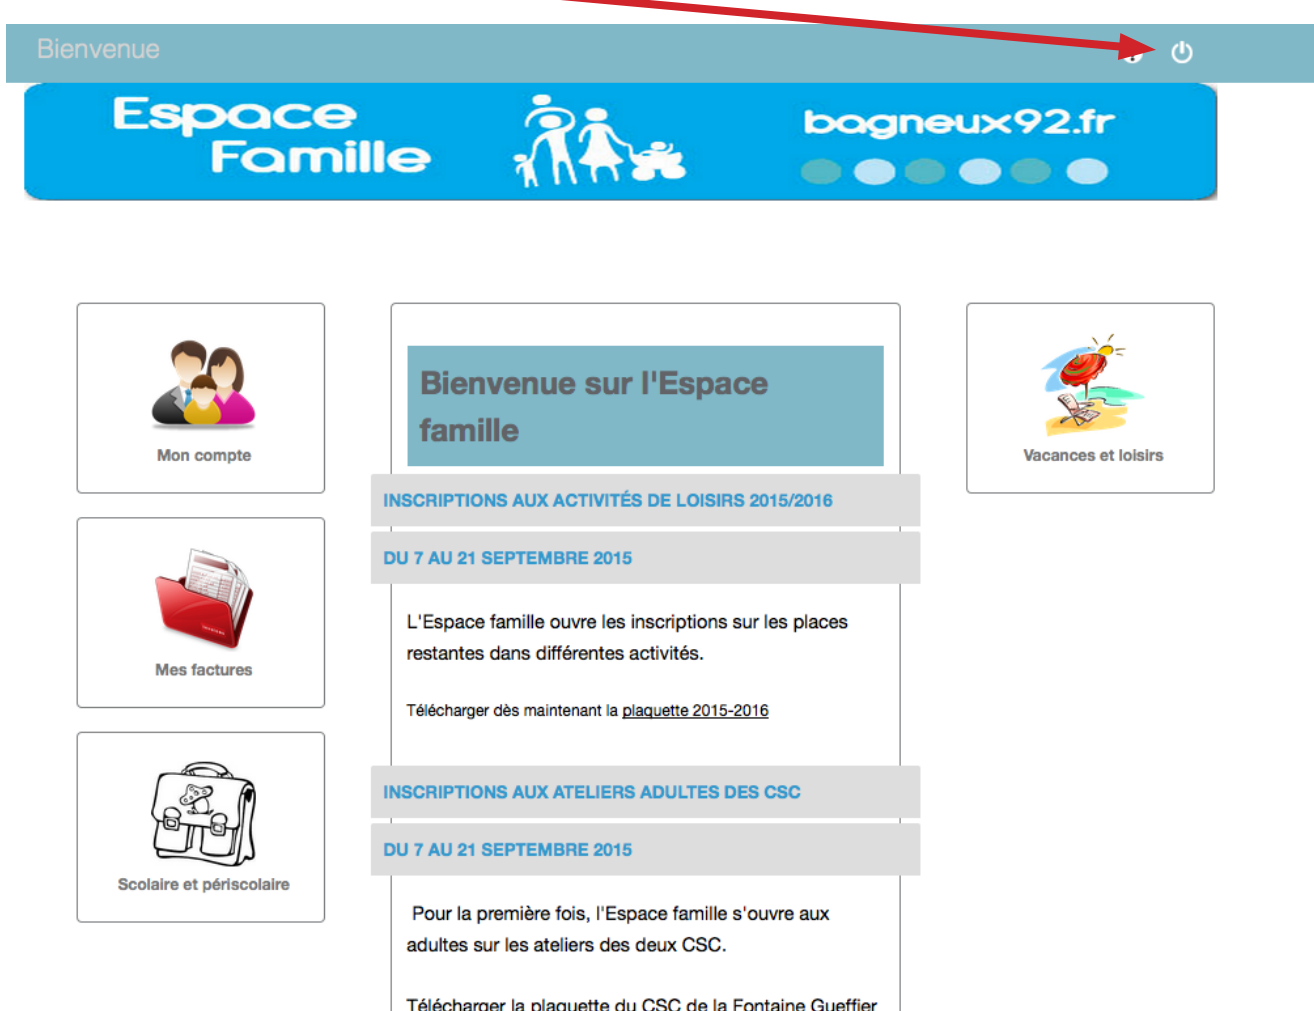 Bienvenue
Espace
Famille
bagneux92.fr
Mon compte
Mes factures
Scolaire et périscolaire
Bienvenue sur l'Espace
famille
INSCRIPTIONS AUX ACTIVITÉS DE LOISIRS 2015/2016
DU 7 AU 21 SEPTEMBRE 2015
L'Espace famille ouvre les inscriptions sur les places
restantes dans différentes activités.
Télécharger dès maintenant la plaquette 2015-2016
INSCRIPTIONS AUX ATELIERS ADULTES DES CSC
DU 7 AU 21 SEPTEMBRE 2015
Pour la première fois, l'Espace famille s'ouvre aux
adultes sur les ateliers des deux CSC.
Télécharger la plaquette du CSC de la Fontaine Gueffier
Vacances et loisirs